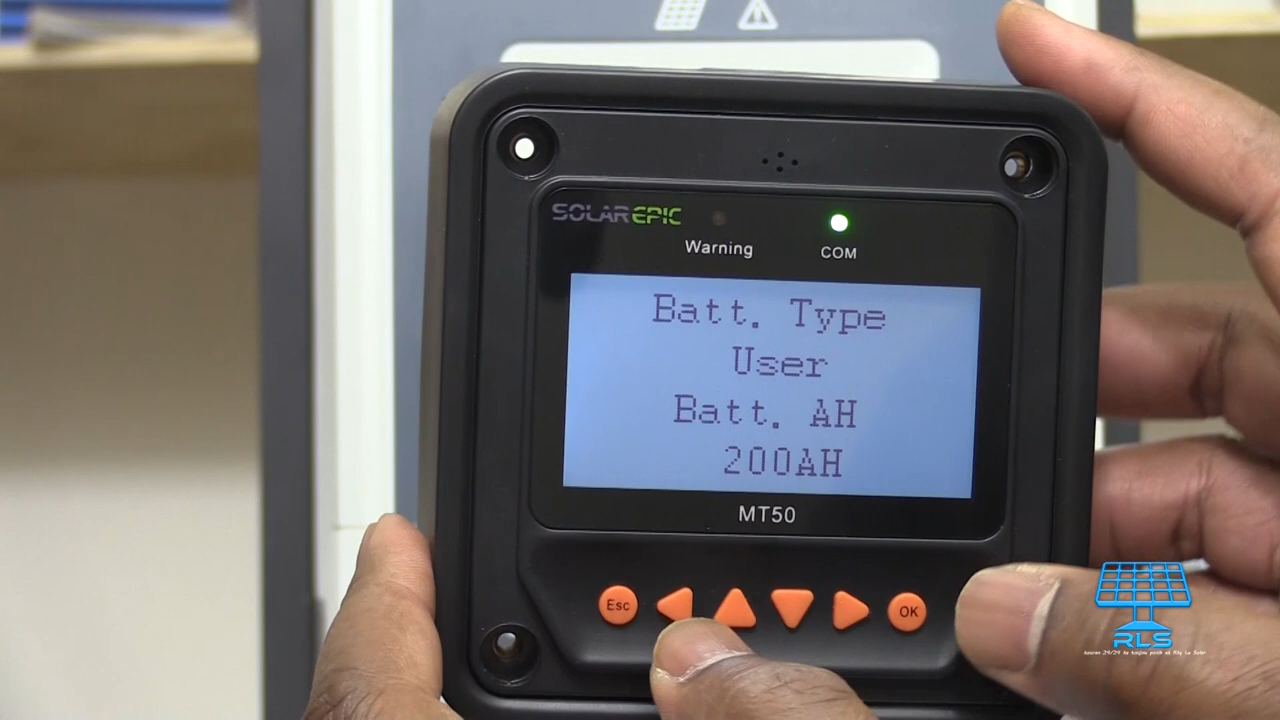 SOLAR EPIC
Warning
COM
Batt. Type
User
Batt. AH
200AH
MT50
Esc
OK
RLS